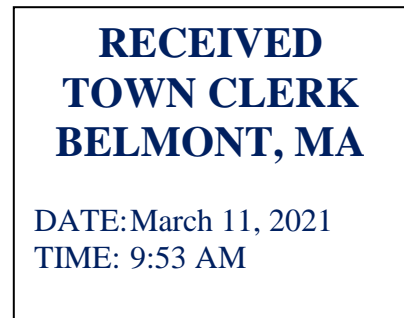 RECEIVED
TOWN CLERK
BELMONT, MA
DATE: March 11, 2021
TIME: 9:53 AM